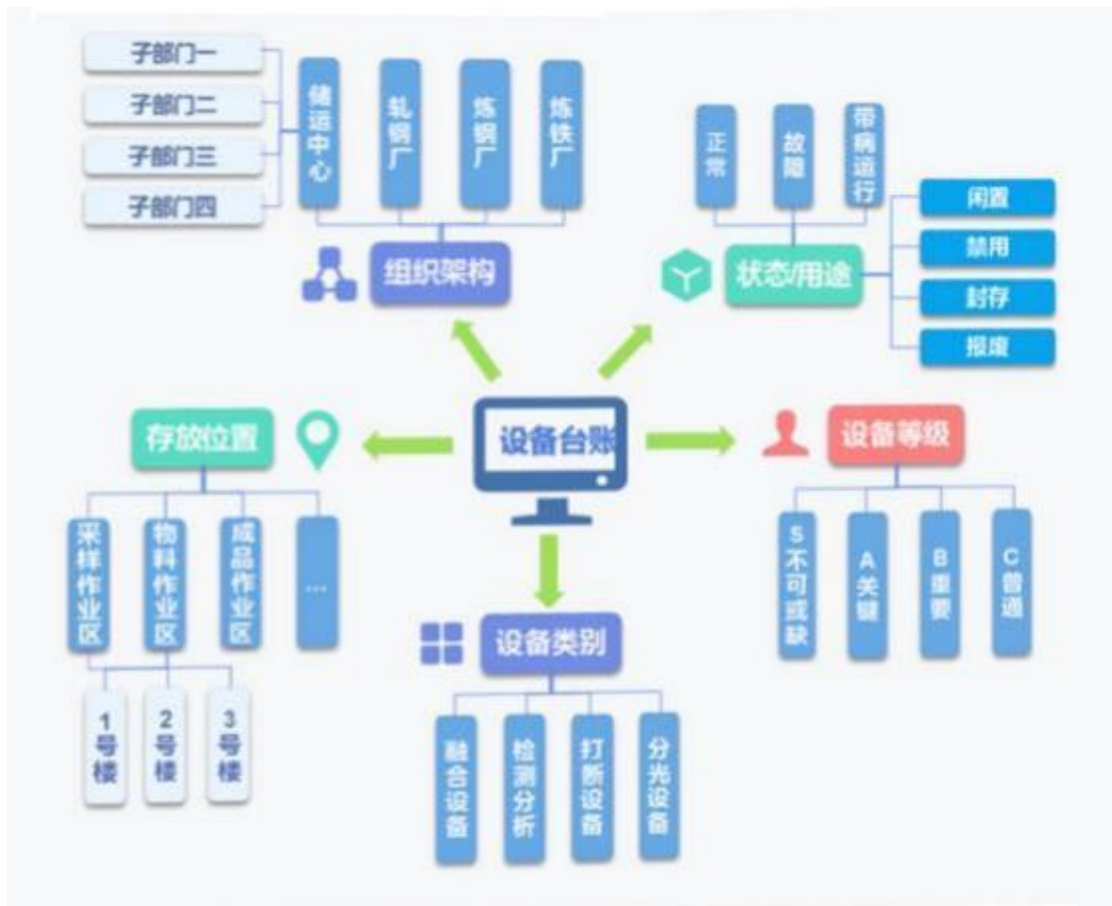 子部门一
子部门二
子部门三
子部门四
储运中心
轧钢厂
炼钢厂
炼铁厂
组织架构
正常
故障
带病运行
闲置
禁用
封存
报废
状态/用途
存放位置
设备台账
设备等级
采样作业区
物料作业区
成品作业区
...
1号楼
2号楼
3号楼
S不可或缺
A关键
B重要
C普通
设备类别
融合设备
检测分析
打断设备
分光设备